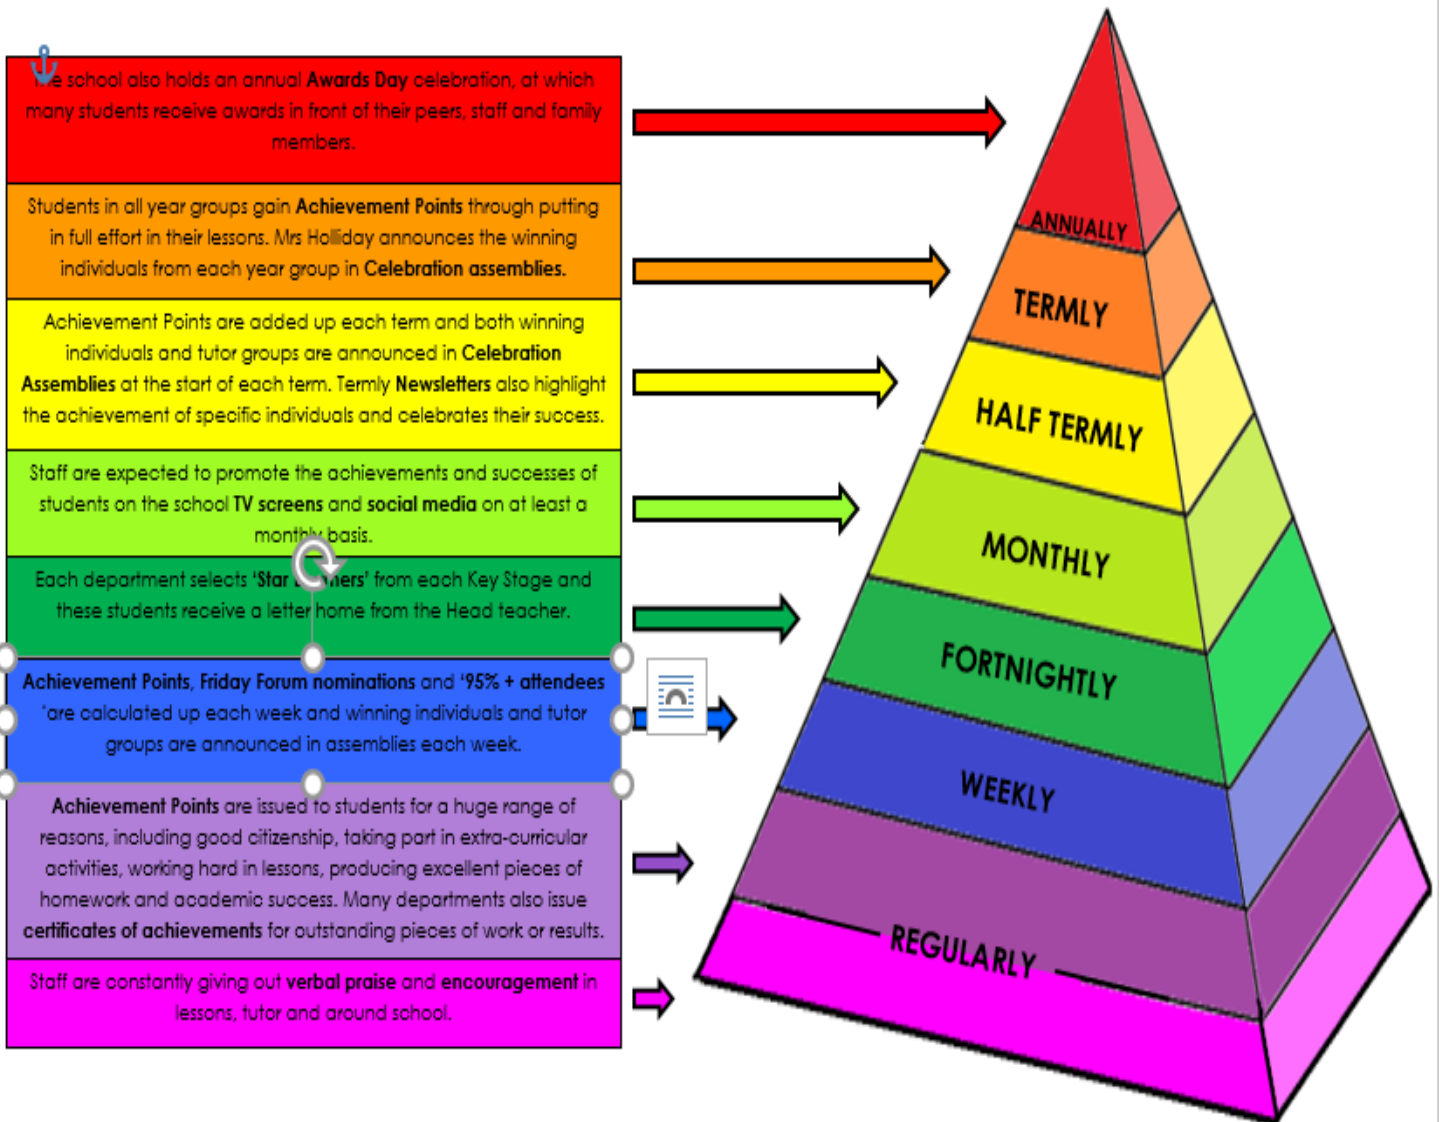 The school also holds an annual Awards Day celebration, at which
many students receive awards in front of their peers, staff and family
members.
Students in all year groups gain Achievement Points through putting
in full effort in their lessons. Mrs Holliday announces the winning
individuals from each year group in Celebration assemblies.
Achievement Points are added up each term and both winning
individuals and tutor groups are announced in Celebration
Assemblies at the start of each term. Termly Newsletters also highlight
the achievement of specific individuals and celebrates their success.
Staff are expected to promote the achievements and successes of
students on the school TV screens and social media on at least a
monthly basis.
Each department selects ‘Star from each Key Stage and
these students receive a letter home from the Head teacher.
Achievement Points, Friday Forum nominations and ‘95% + attendees
‘are calculated up each week and winning individuals and tutor
groups are announced in assemblies each week.
Achievement Points are issued to students for a huge range of
reasons, including good citizenship, taking part in extra-curricular
activities, working hard in lessons, producing excellent pieces of
homework and academic success. Many departments also issue
certificates of achievements for outstanding pieces of work or results.
Staff are constantly giving out verbal praise and encouragement in
lessons, tutor and around school.
ANNUALLY
TERMLY
HALF TERMLY
MONTHLY
FORTNIGHTLY
WEEKLY
REGULARLY